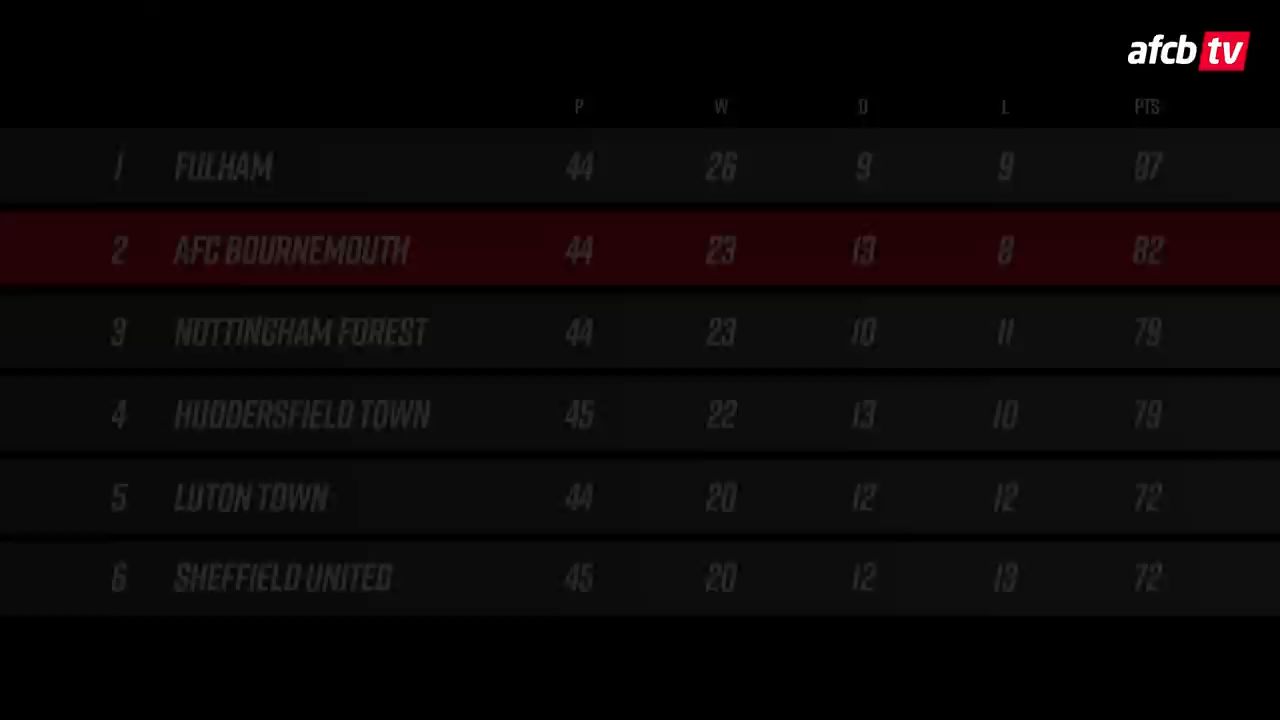 afcb tv
P W D L PTS
1 FULHAM 44 26 9 9 87
2 AFC BOURNEMOUTH 44 23 13 8 82
3 NOTTINGHAM FOREST 44 23 10 11 79
4 HUDDERSFIELD TOWN 45 22 13 10 79
5 LUTON TOWN 44 20 12 12 72
6 SHEFFIELD UNITED 45 20 12 13 72